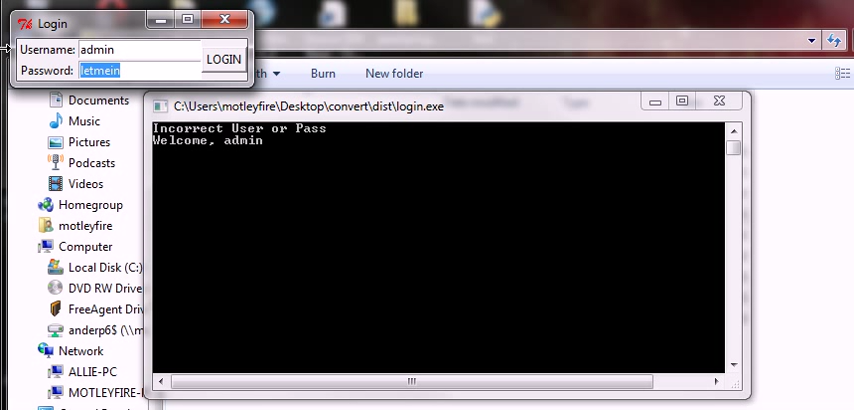 Login
Username: admin
Password: letmein
LOGIN
Burn
New folder
Documents
Music
Pictures
Podcasts
Videos
Homegroup
motleyfire
Computer
Local Disk (C:)
DVD RW Drive
FreeAgent Driv
anderp6$ (\\m
Network
ALLIE-PC
MOTLEYFIRE-
C:\Users\motleyfire\Desktop\convert\dist\login.exe
Incorrect User or Pass
Welcome, admin